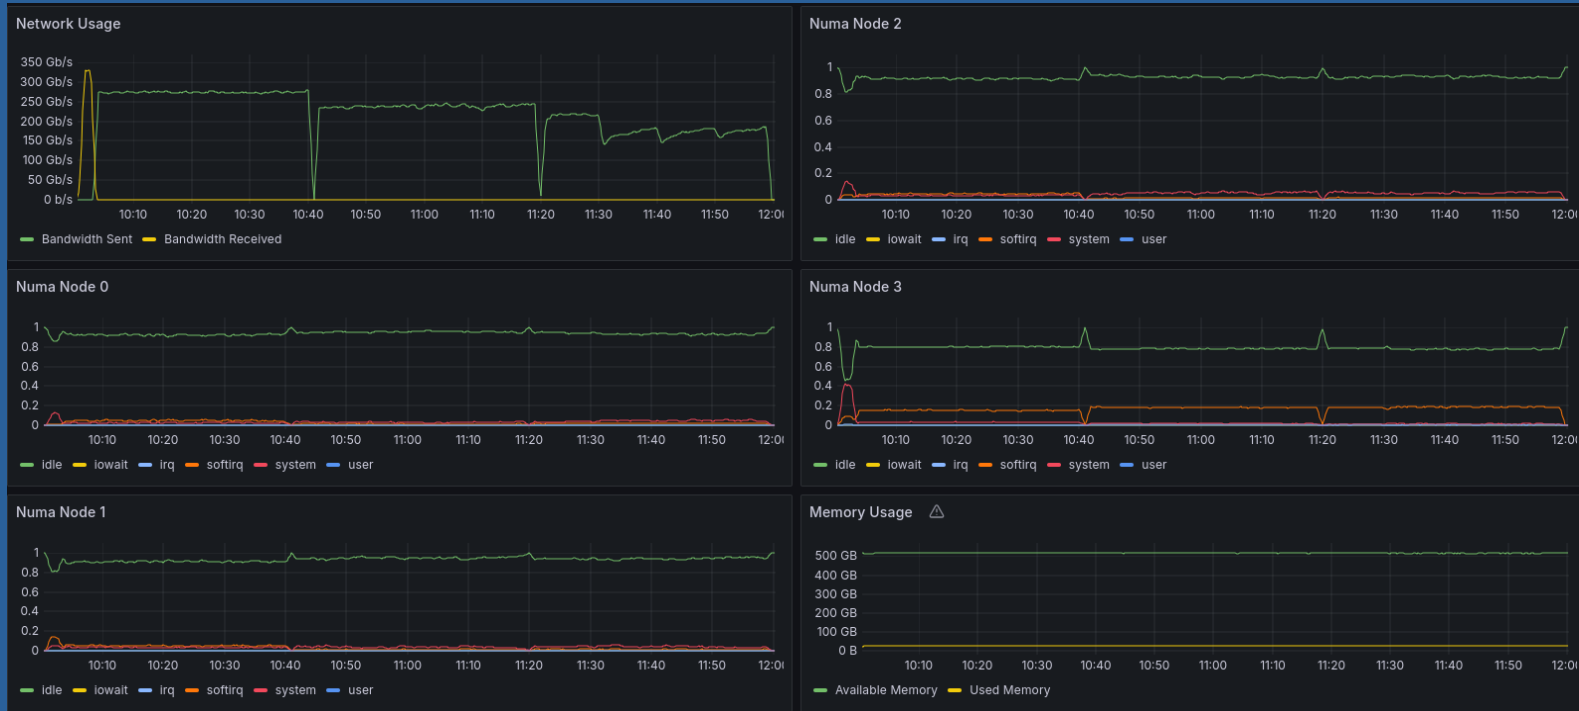 Network Usage
350 Gb/s
300 Gb/s
250 Gb/s
200 Gb/s
150 Gb/s
100 Gb/s
50 Gb/s
0 b/s
10:10 10:20 10:30 10:40 10:50 11:00 11:10 11:20 11:30 11:40 11:50 12:00
Bandwidth Sent Bandwidth Received
Numa Node 2
1
0.8
0.6
0.4
0.2
0
10:10 10:20 10:30 10:40 10:50 11:00 11:10 11:20 11:30 11:40 11:50 12:00
idle iowait irq softirq system user
Numa Node 0
1
0.8
0.6
0.4
0.2
0
10:10 10:20 10:30 10:40 10:50 11:00 11:10 11:20 11:30 11:40 11:50 12:00
idle iowait irq softirq system user
Numa Node 3
1
0.8
0.6
0.4
0.2
0
10:10 10:20 10:30 10:40 10:50 11:00 11:10 11:20 11:30 11:40 11:50 12:00
idle iowait irq softirq system user
Numa Node 1
1
0.8
0.6
0.4
0.2
0
10:10 10:20 10:30 10:40 10:50 11:00 11:10 11:20 11:30 11:40 11:50 12:00
idle iowait irq softirq system user
Memory Usage
500 GB
400 GB
300 GB
200 GB
100 GB
0 B
10:10 10:20 10:30 10:40 10:50 11:00 11:10 11:20 11:30 11:40 11:50 12:00
Available Memory Used Memory